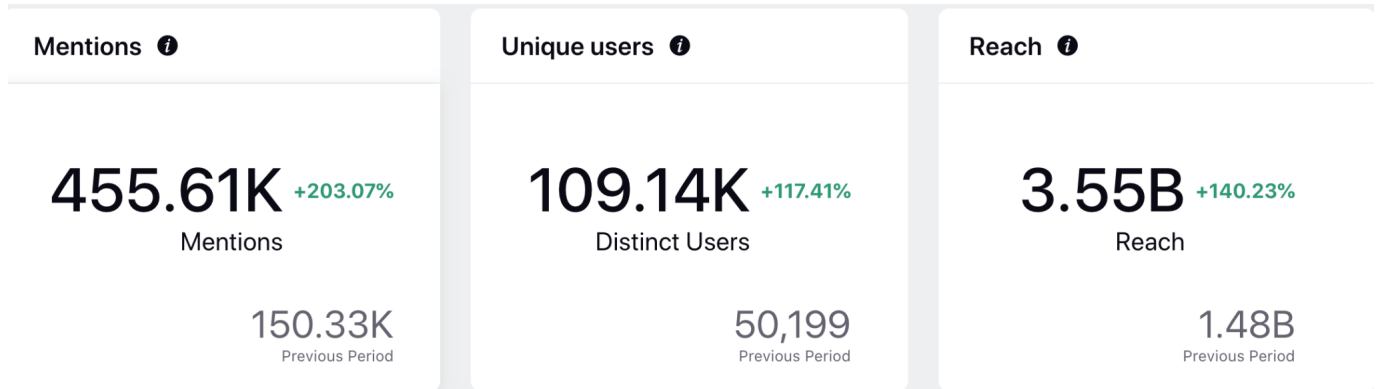 Mentions
455.61K +203.07%
Mentions
150.33K
Previous Period
Unique users
109.14K +117.41%
Distinct Users
50,199
Previous Period
Reach
3.55B +140.23%
Reach
1.48B
Previous Period